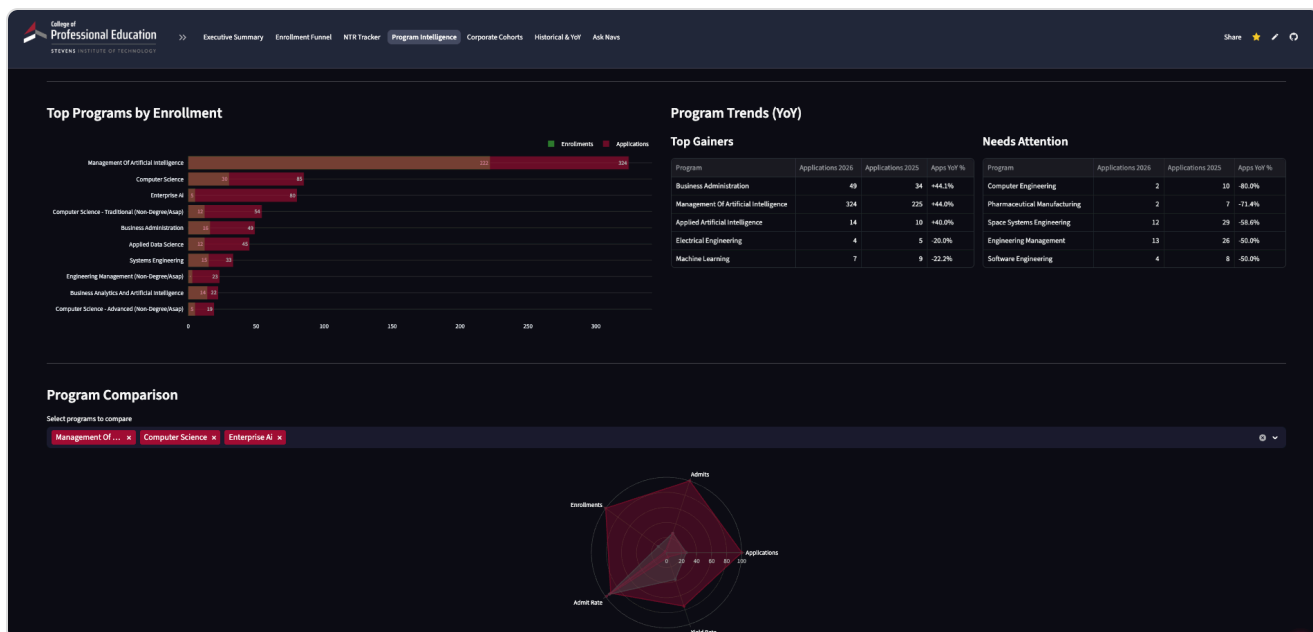 College of
Professional Education
STEVENS INSTITUTE OF TECHNOLOGY
Executive Summary Enrollment Funnel NTR Tracker Program Intelligence Corporate Cohorts Historical & YoY Ask Navs
Share
Top Programs by Enrollment
Enrollments Applications
Management Of Artificial Intelligence 222 324
Computer Science 30 85
Enterprise AI 5 80
Computer Science - Traditional (Non-Degree/Asap) 12 54
Business Administration 16 49
Applied Data Science 12 45
Systems Engineering 15 33
Engineering Management (Non-Degree/Asap) 23
Business Analytics And Artificial Intelligence 14 22
Computer Science - Advanced (Non-Degree/Asap) 5 19
0 50 100 150 200 250 300
Program Trends (YoY)
Top Gainers
Program Applications 2026 Applications 2025 Apps YoY %
Business Administration 49 34 +44.1%
Management Of Artificial Intelligence 324 225 +44.0%
Applied Artificial Intelligence 14 10 +40.0%
Electrical Engineering 4 5 -20.0%
Machine Learning 7 9 -22.2%
Needs Attention
Program Applications 2026 Applications 2025 Apps YoY %
Computer Engineering 2 10 -80.0%
Pharmaceutical Manufacturing 2 7 -71.4%
Space Systems Engineering 12 29 -58.6%
Engineering Management 13 26 -50.0%
Software Engineering 4 8 -50.0%
Program Comparison
Select programs to compare
Management Of ... × Computer Science × Enterprise Ai ×
Admits
Enrollments
Applications
0 20 40 60 80 100
Admit Rate
Yield Rate